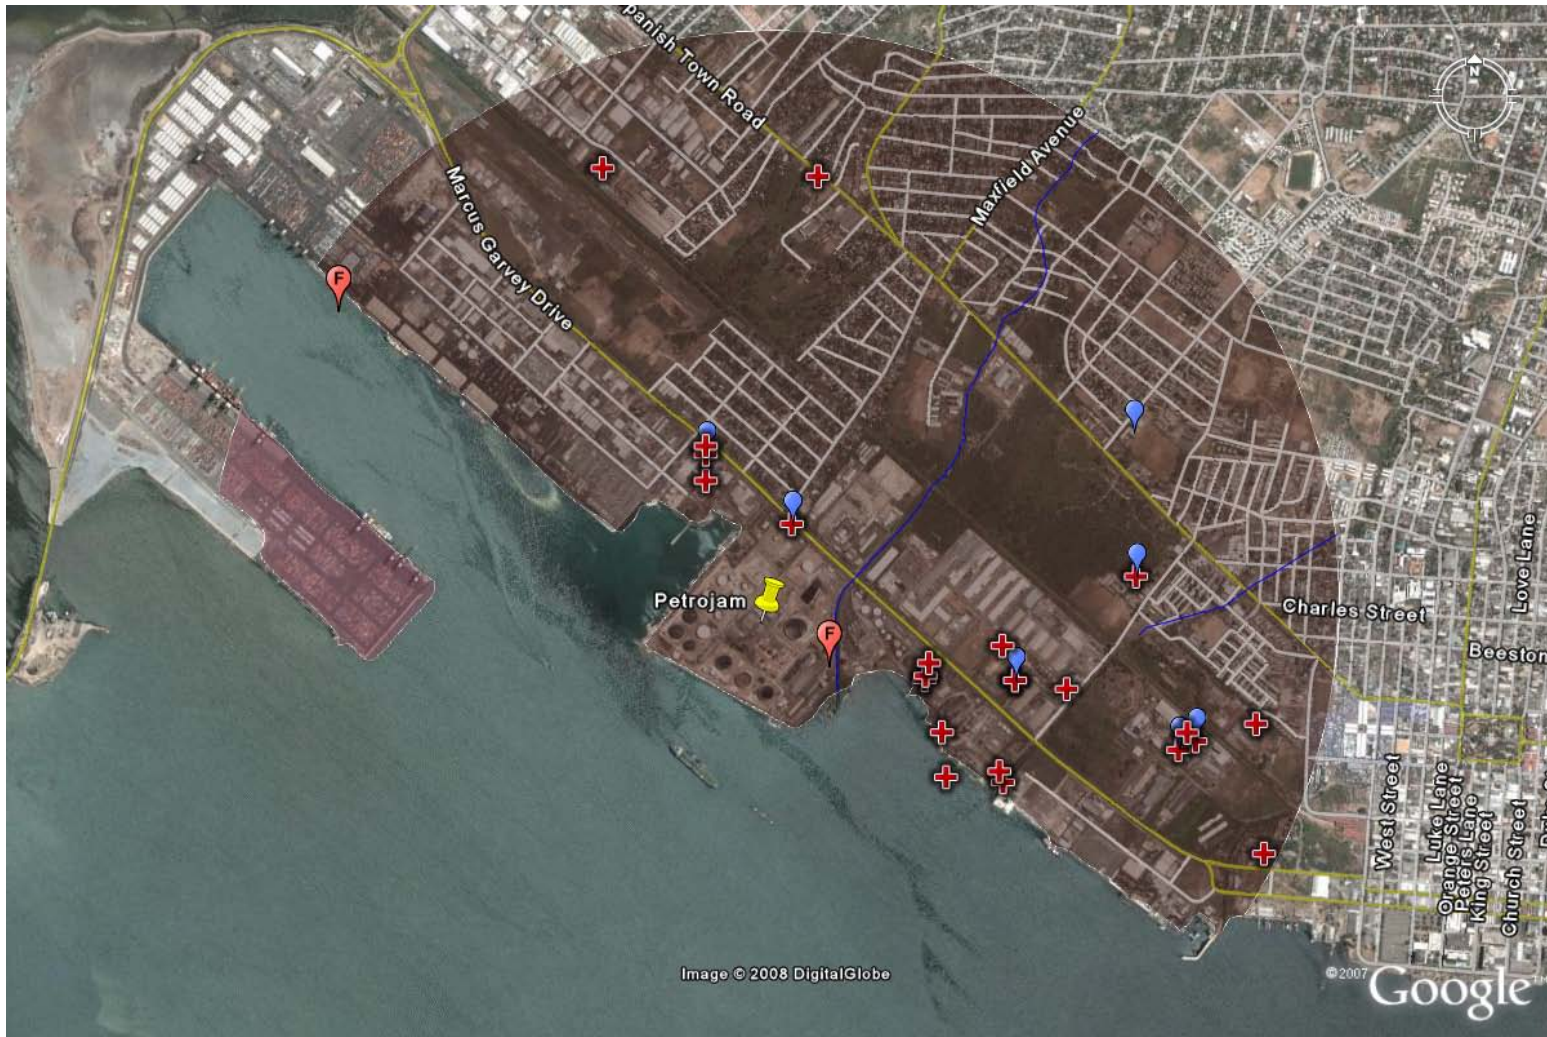 Spanish Town Road
N
Maxfield Avenue
Marcus Garvey Drive
F
Petrojam
F
Charles Street
Love Lane
Beeston
West Street
Luke Lane
Orange Street
Peters Lane
King Street
Church Street
Image © 2008 DigitalGlobe
©2007 Google™